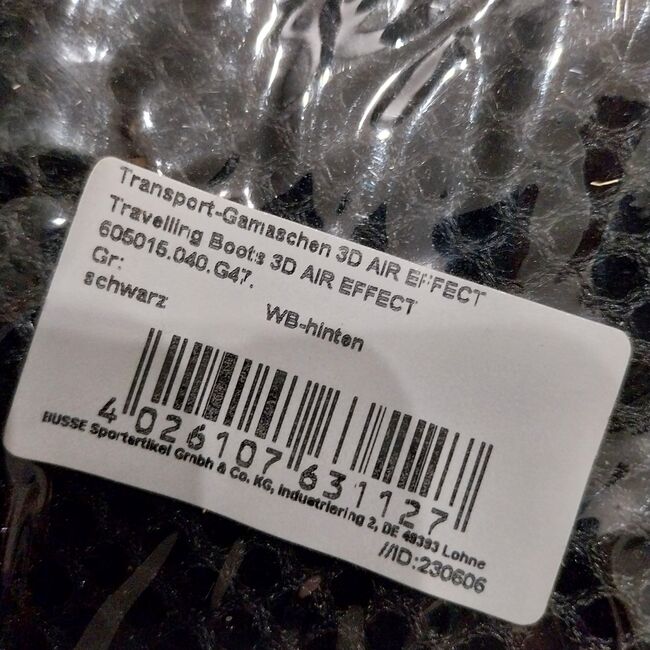 Transport-Gamaschen 3D AIR EFFECT
Travelling Boots 3D AIR EFFECT
605015.040.G47.
Gr: WB-hinten
schwarz
4 026107 631127
BUSSE Sportartikel Gmbh & Co. KG, Industriering 2, DE 49393 Lohne
//ID:230606